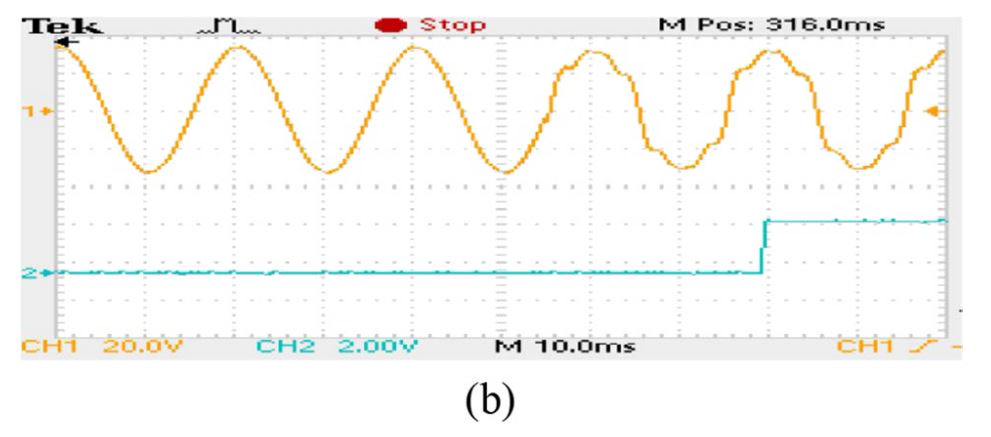 Tek Stop M Pos: 316.0ms
1
2
CH1 20.0V CH2 2.00V M 10.0ms CH1
(b)